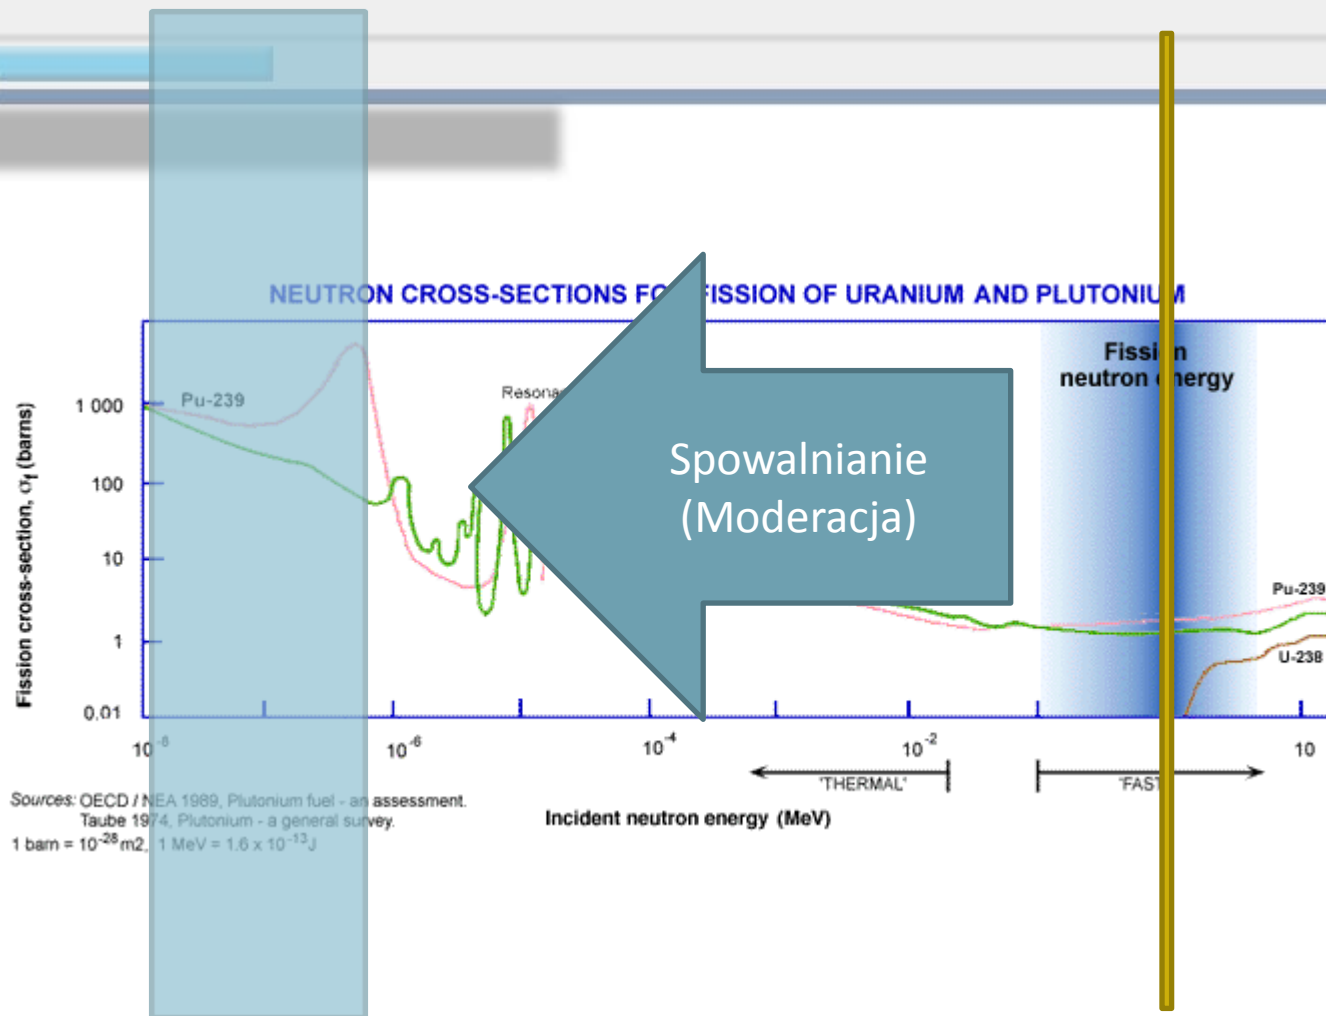 NEUTRON CROSS-SECTIONS FISSION OF URANIUM AND PLUTONIUM
Fission
neutron energy
Pu-239
1 000
100
10
1
0,01
Fission cross-section, σf (barns)
Spowalnianie
(Moderacja)
Pu-239
U-238
10-8
10-6
10-4
10-2
10
'THERMAL'
"FAST
Incident neutron energy (MeV)
Sources: OECD / NEA 1989, Plutonium fuel - an assessment.
Taube 1974, Plutonium - a general survey.
1 barn = 10-28 m2, 1 MeV = 1.6 x 10-13 J